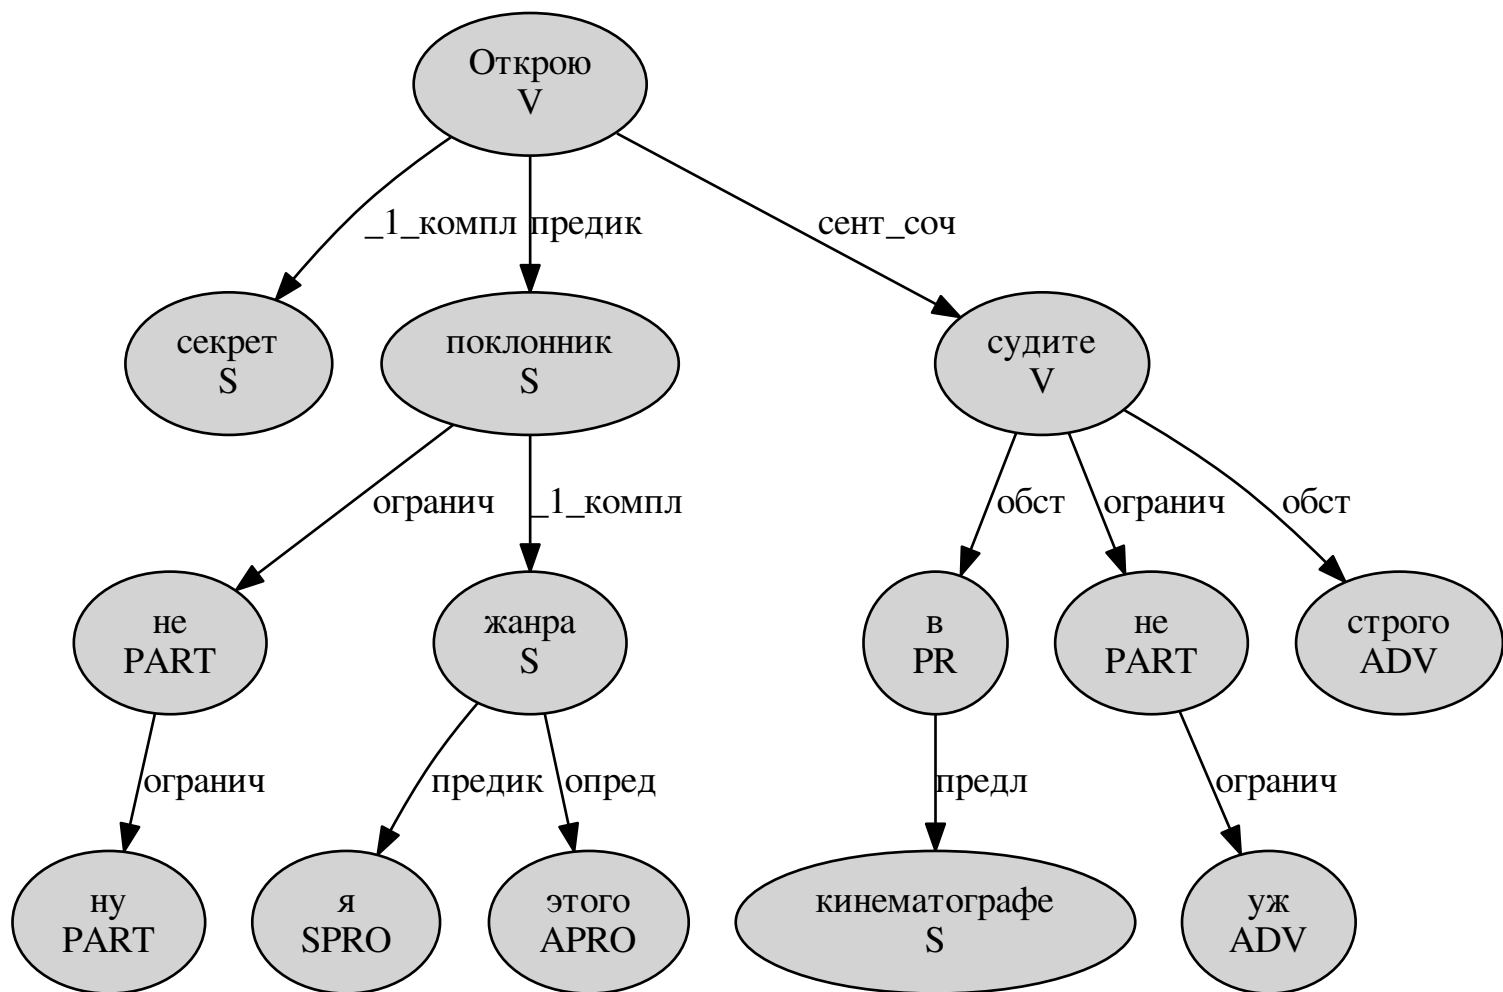 Открою
V
_1_компл
предик
сент_соч
секрет
S
поклонник
S
судите
V
огранич
_1_компл
обст
огранич
обст
не
PART
жанра
S
в
PR
не
PART
строго
ADV
огранич
предик
опред
предл
огранич
ну
PART
я
SPRO
этого
APRO
кинематографе
S
уж
ADV